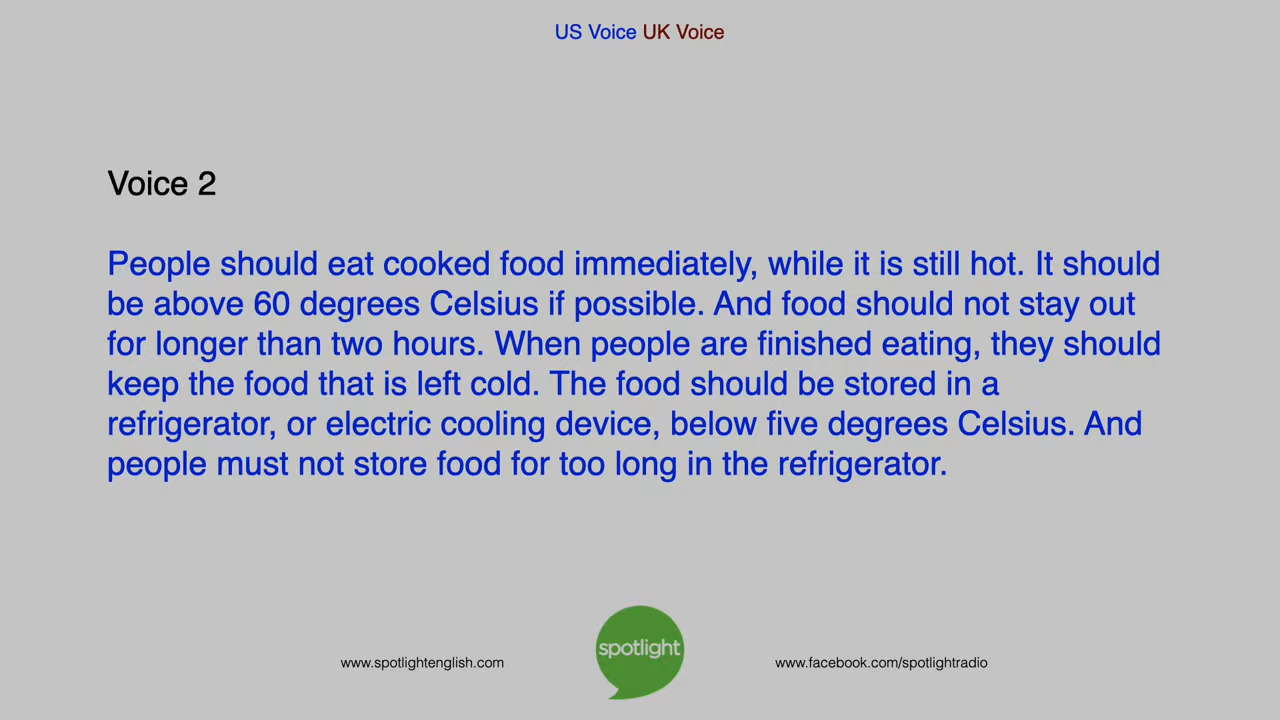 US Voice UK Voice
Voice 2
People should eat cooked food immediately, while it is still hot. It should
be above 60 degrees Celsius if possible. And food should not stay out
for longer than two hours. When people are finished eating, they should
keep the food that is left cold. The food should be stored in a
refrigerator, or electric cooling device, below five degrees Celsius. And
people must not store food for too long in the refrigerator.
www.spotlightenglish.com
spotlight
www.facebook.com/spotlightradio